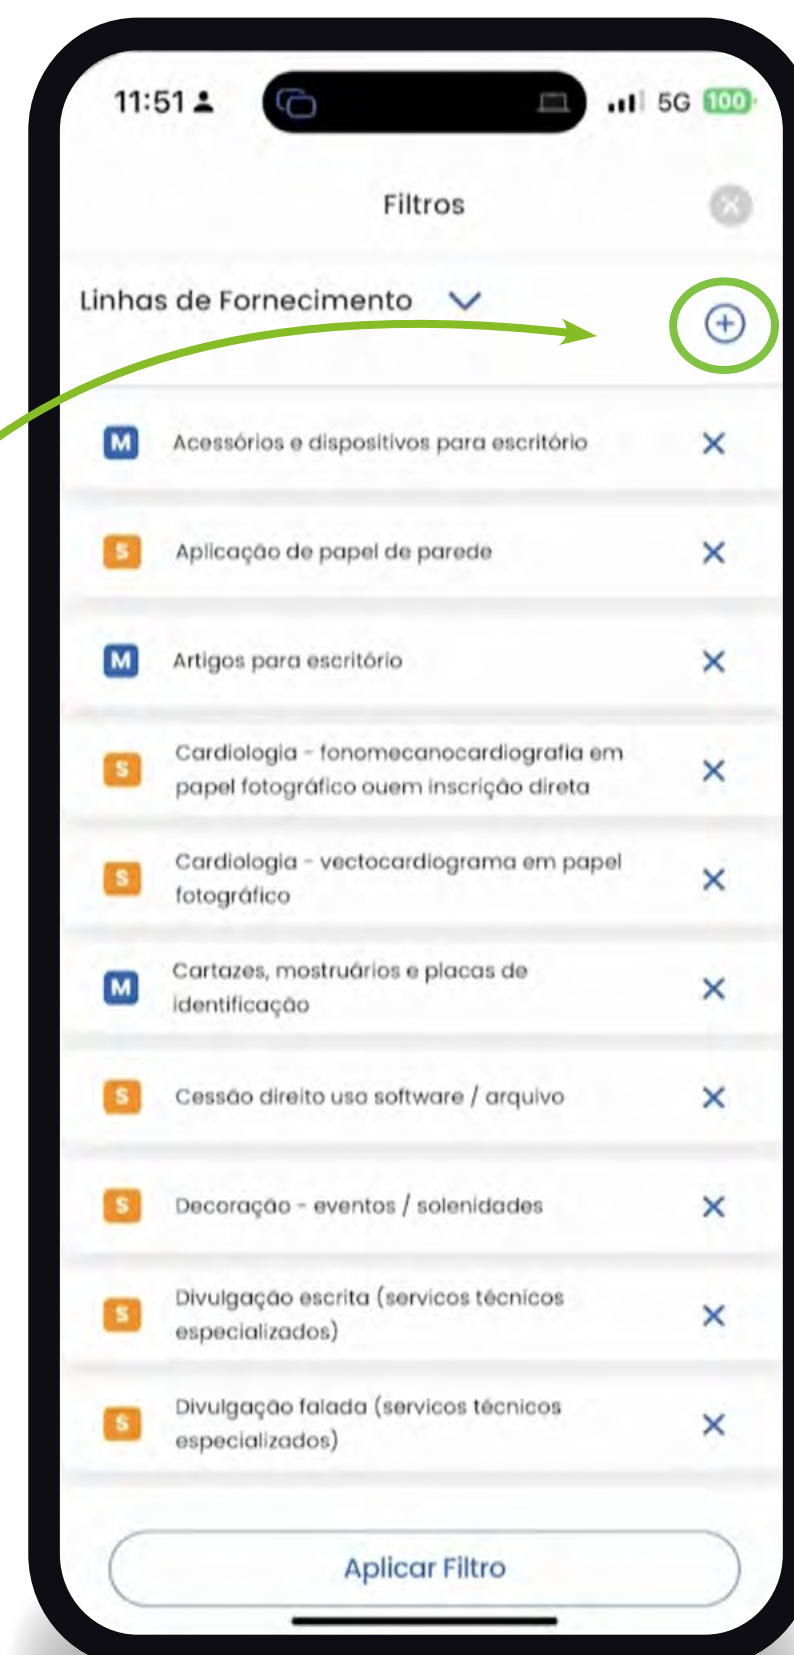 11:51 5G 100
Filtros
Linhas de Fornecimento
M Acessórios e dispositivos para escritório
S Aplicação de papel de parede
M Artigos para escritório
S Cardiologia - fonomecanocardiografia em
papel fotográfico ouem inscrição direta
S Cardiologia - vectocardiograma em papel
fotográfico
M Cartazes, mostruários e placas de
identificação
S Cessão direito uso software / arquivo
S Decoração - eventos / solenidades
S Divulgação escrita (servicos técnicos
especializados)
S Divulgação falada (servicos técnicos
especializados)
Aplicar Filtro